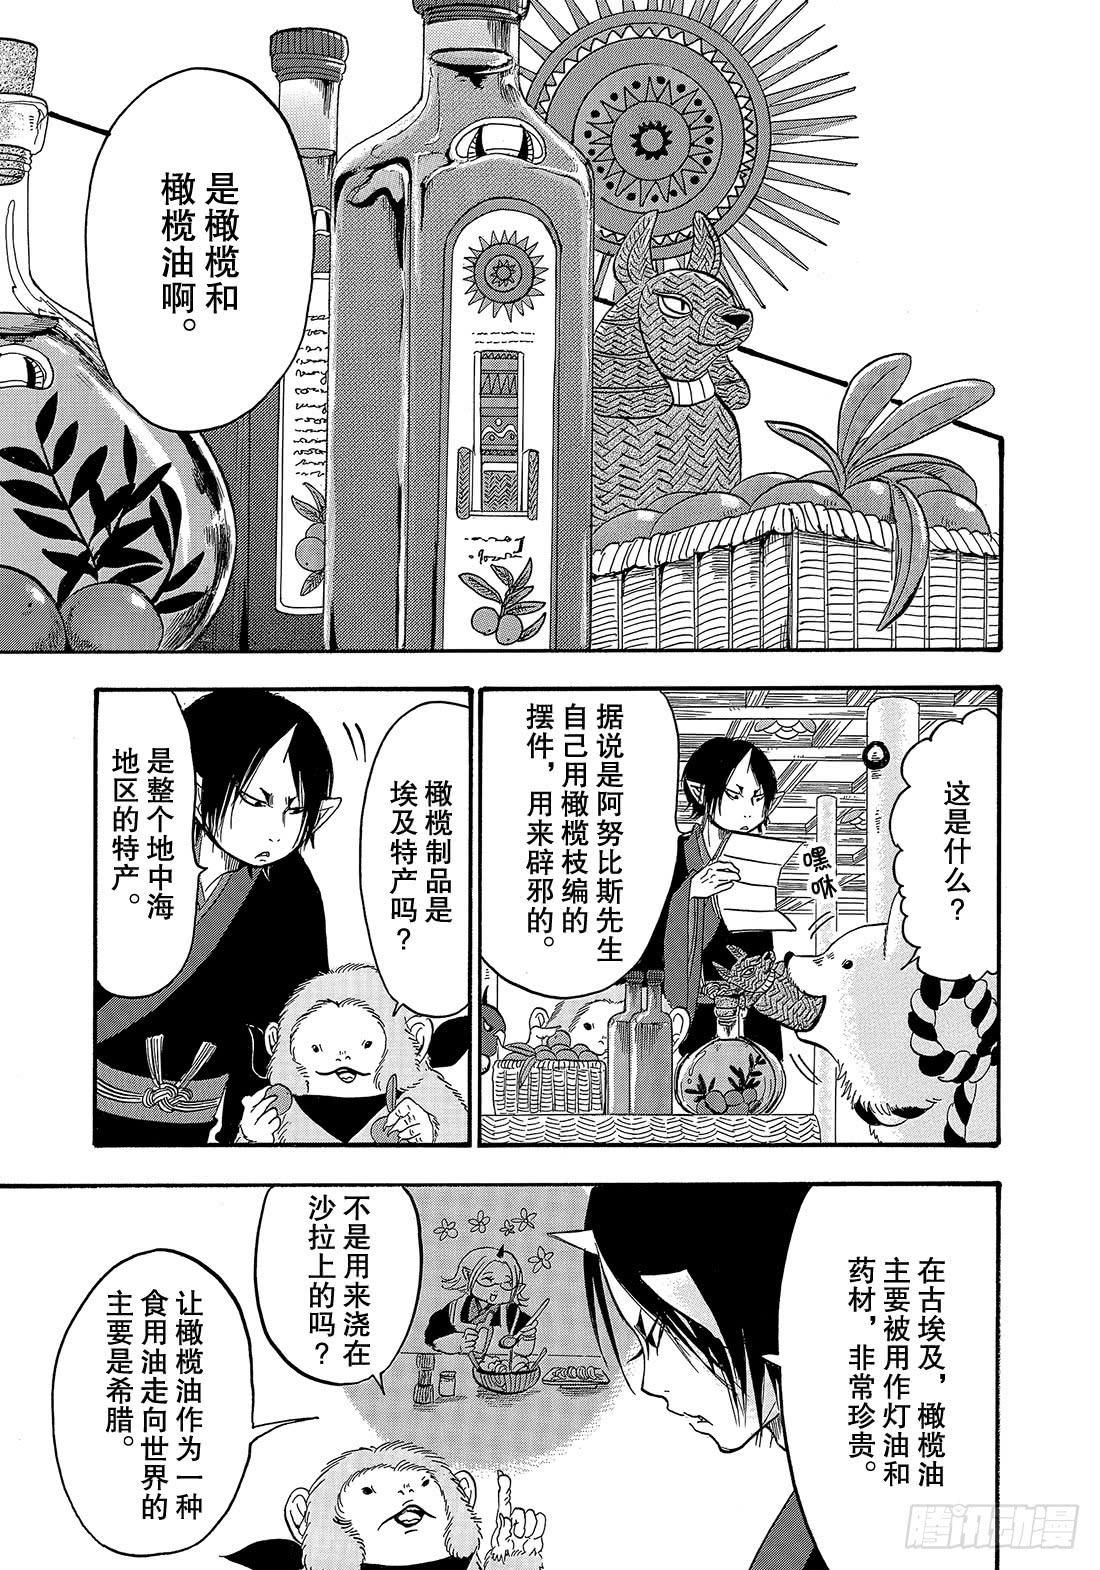 是橄榄和
橄榄油啊。
这是什么？
嘿咻
据说是阿努比斯先生
自己用橄榄枝编的
摆件，用来辟邪的。
橄榄制品是
埃及特产吗？
是整个地中海
地区的特产。
在古埃及，橄榄油
主要被用作灯油和
药材，非常珍贵。
不是用来浇在
沙拉上的吗？
让橄榄油作为一种
食用油走向世界的
主要是希腊。
腾讯动漫